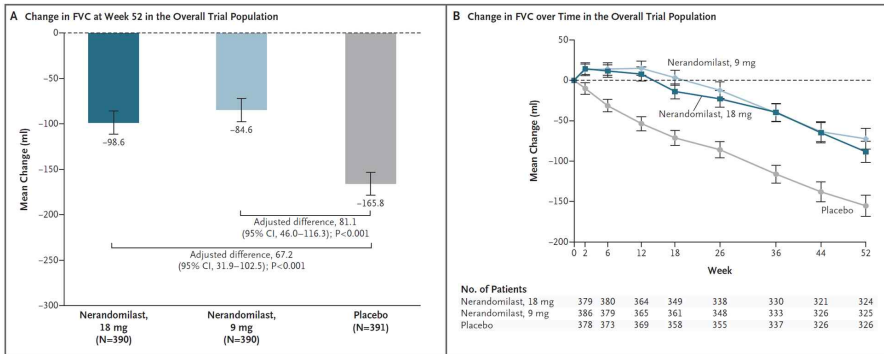 A Change in FVC at Week 52 in the Overall Trial Population
0
−50
−100
−150
−200
−250
−300
Mean Change (ml)
−98.6
−84.6
−165.8
Adjusted difference, 81.1
(95% CI, 46.0–116.3); P<0.001
Adjusted difference, 67.2
(95% CI, 31.9–102.5); P<0.001
Nerandomilast,
18 mg
(N=390)
Nerandomilast,
9 mg
(N=390)
Placebo
(N=391)
B Change in FVC over Time in the Overall Trial Population
50
0
−50
−100
−150
−200
Mean Change (ml)
Nerandomilast, 9 mg
Nerandomilast, 18 mg
Placebo
0 2 6 12 18 26 36 44 52
Week
No. of Patients
Nerandomilast, 18 mg 379 380 364 349 338 330 321 324
Nerandomilast, 9 mg 386 379 365 361 348 333 326 325
Placebo 378 373 369 358 355 337 326 326